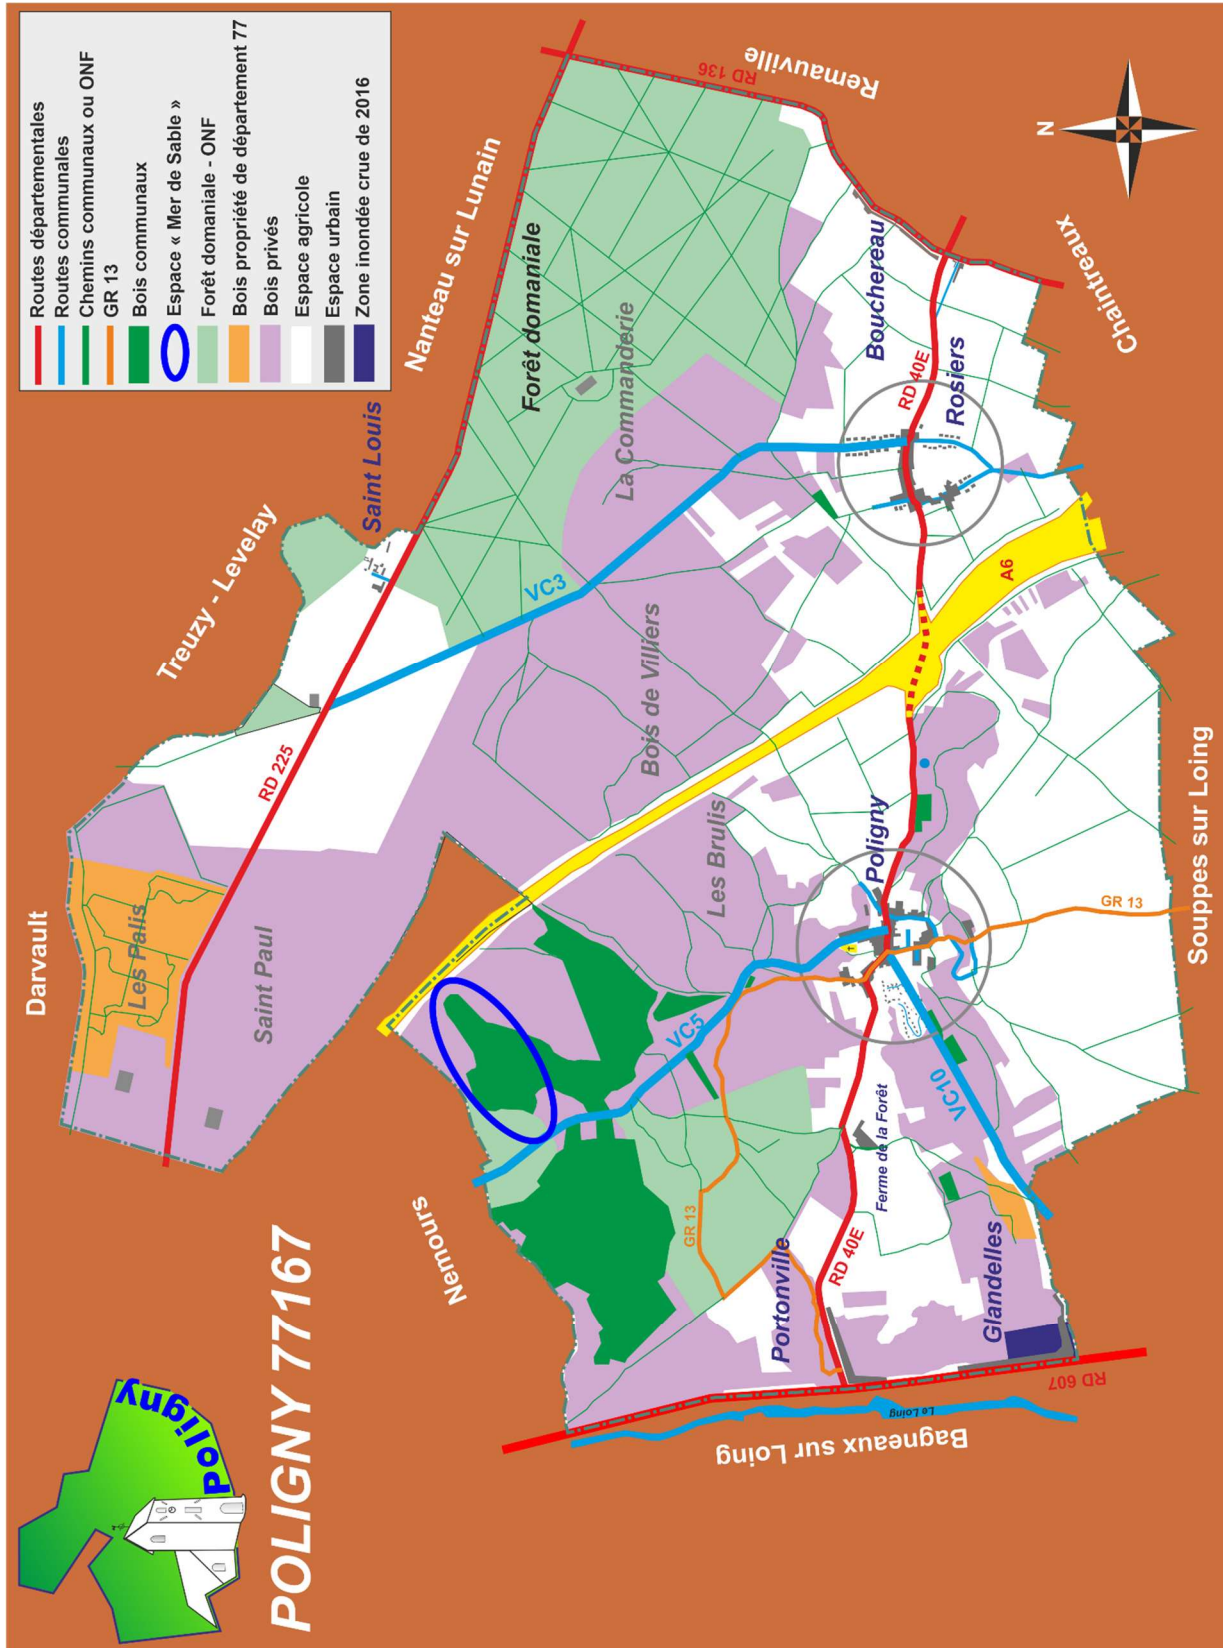 Poligny
POLIGNY 77167
Routes départementales
Routes communales
Chemins communaux ou ONF
GR 13
Bois communaux
Espace « Mer de Sable »
Forêt domaniale - ONF
Bois propriété de département 77
Bois privés
Espace agricole
Espace urbain
Zone inondée crue de 2016
Darvault
Treuzy - Levelay
Nanteau sur Lunain
Remauville
Chaintreaux
Souppes sur Loing
Bagneaux sur Loing
Nemours
N
Les Palis
Saint Paul
RD 225
Saint Louis
Forêt domaniale
La Commanderie
RD 136
VC3
Bois de Villiers
Bouchereau
RD 40E
Rosiers
A6
Les Brulis
Poligny
VC5
GR 13
GR 13
VC10
Ferme de la Forêt
RD 40E
Portonville
Glandelles
RD 607
Le Loing